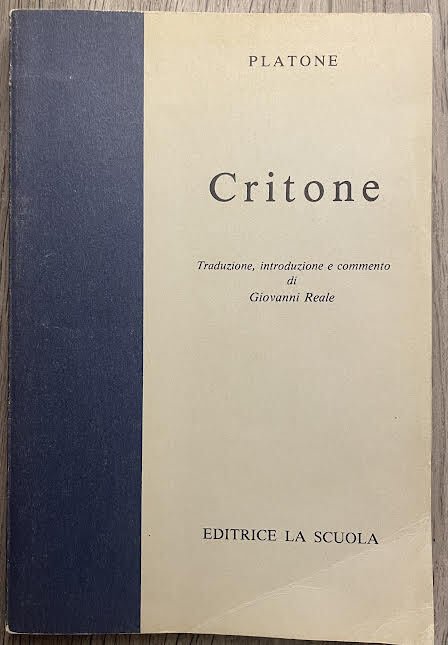 PLATONE
Critone
Traduzione, introduzione e commento
di
Giovanni Reale
EDITRICE LA SCUOLA